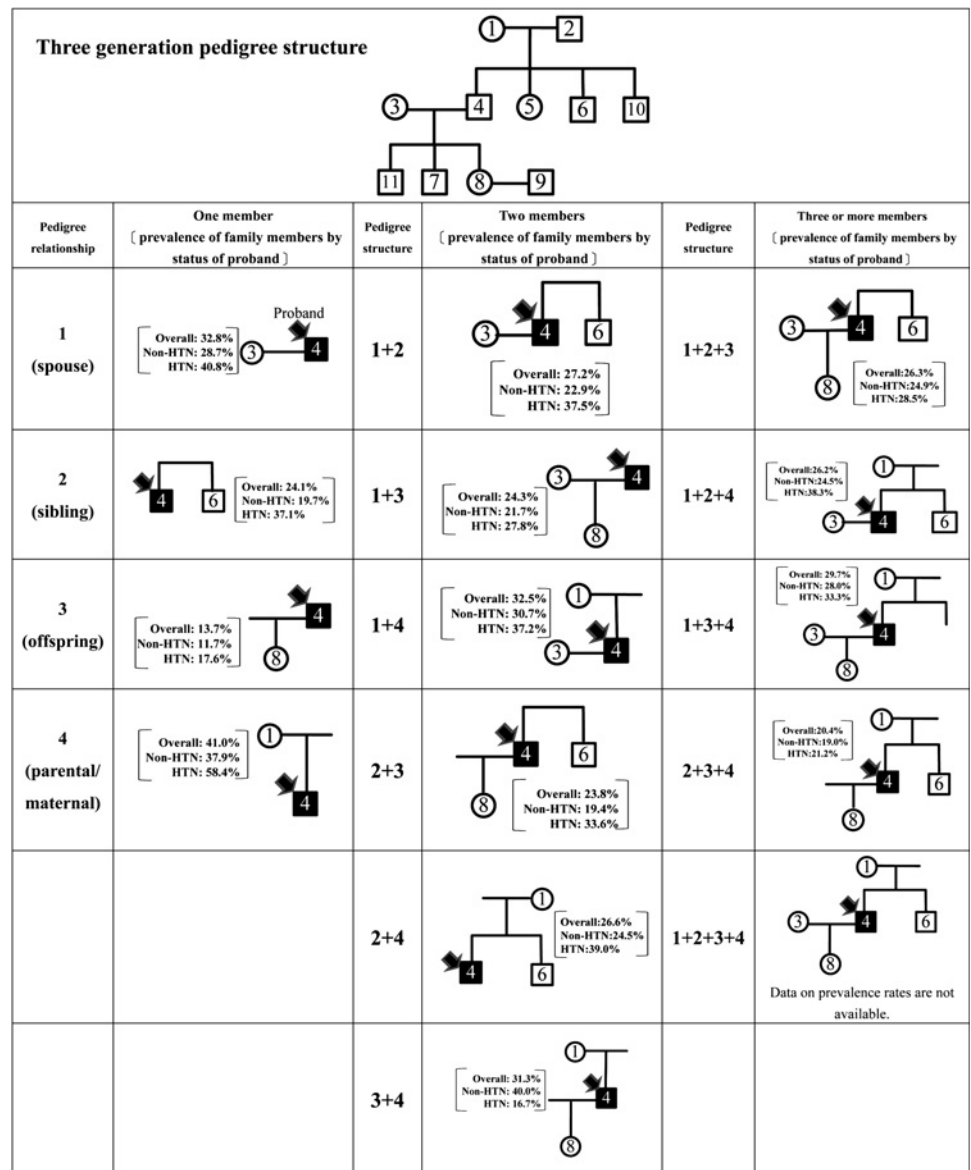 Three generation pedigree structure
1 2
3 4 5 6 10
11 7 8 9
Pedigree
relationship
One member
〔 prevalence of family members by
status of proband 〕
Pedigree
structure
Two members
〔 prevalence of family members by
status of proband 〕
Pedigree
structure
Three or more members
〔 prevalence of family members by
status of proband 〕
1
(spouse)
Proband
Overall: 32.8%
Non-HTN: 28.7%
HTN: 40.8%
3 4
1+2
3 4 6
Overall: 27.2%
Non-HTN: 22.9%
HTN: 37.5%
1+2+3
3 4 6
8
Overall:26.3%
Non-HTN:24.9%
HTN:28.5%
2
(sibling)
4 6
Overall: 24.1%
Non-HTN: 19.7%
HTN: 37.1%
1+3
3 4
8
Overall: 24.3%
Non-HTN: 21.7%
HTN: 27.8%
1+2+4
Overall:26.2%
Non-HTN:24.5%
HTN:38.3%
1
3 4 6
3
(offspring)
4
8
Overall: 13.7%
Non-HTN: 11.7%
HTN: 17.6%
1+4
Overall: 32.5%
Non-HTN: 30.7%
HTN: 37.2%
1
3 4
1+3+4
Overall: 29.7%
Non-HTN: 28.0%
HTN: 33.3%
1
3 4
8
4
(parental/
maternal)
Overall: 41.0%
Non-HTN: 37.9%
HTN: 58.4%
1
4
2+3
4 6
8
Overall: 23.8%
Non-HTN: 19.4%
HTN: 33.6%
2+3+4
Overall:20.4%
Non-HTN:19.0%
HTN:21.2%
1
4 6
8
2+4
1
4 6
Overall:26.6%
Non-HTN:24.5%
HTN:39.0%
1+2+3+4
1
3 4 6
8
Data on prevalence rates are not
available.
3+4
Overall: 31.3%
Non-HTN: 40.0%
HTN: 16.7%
1
4
8